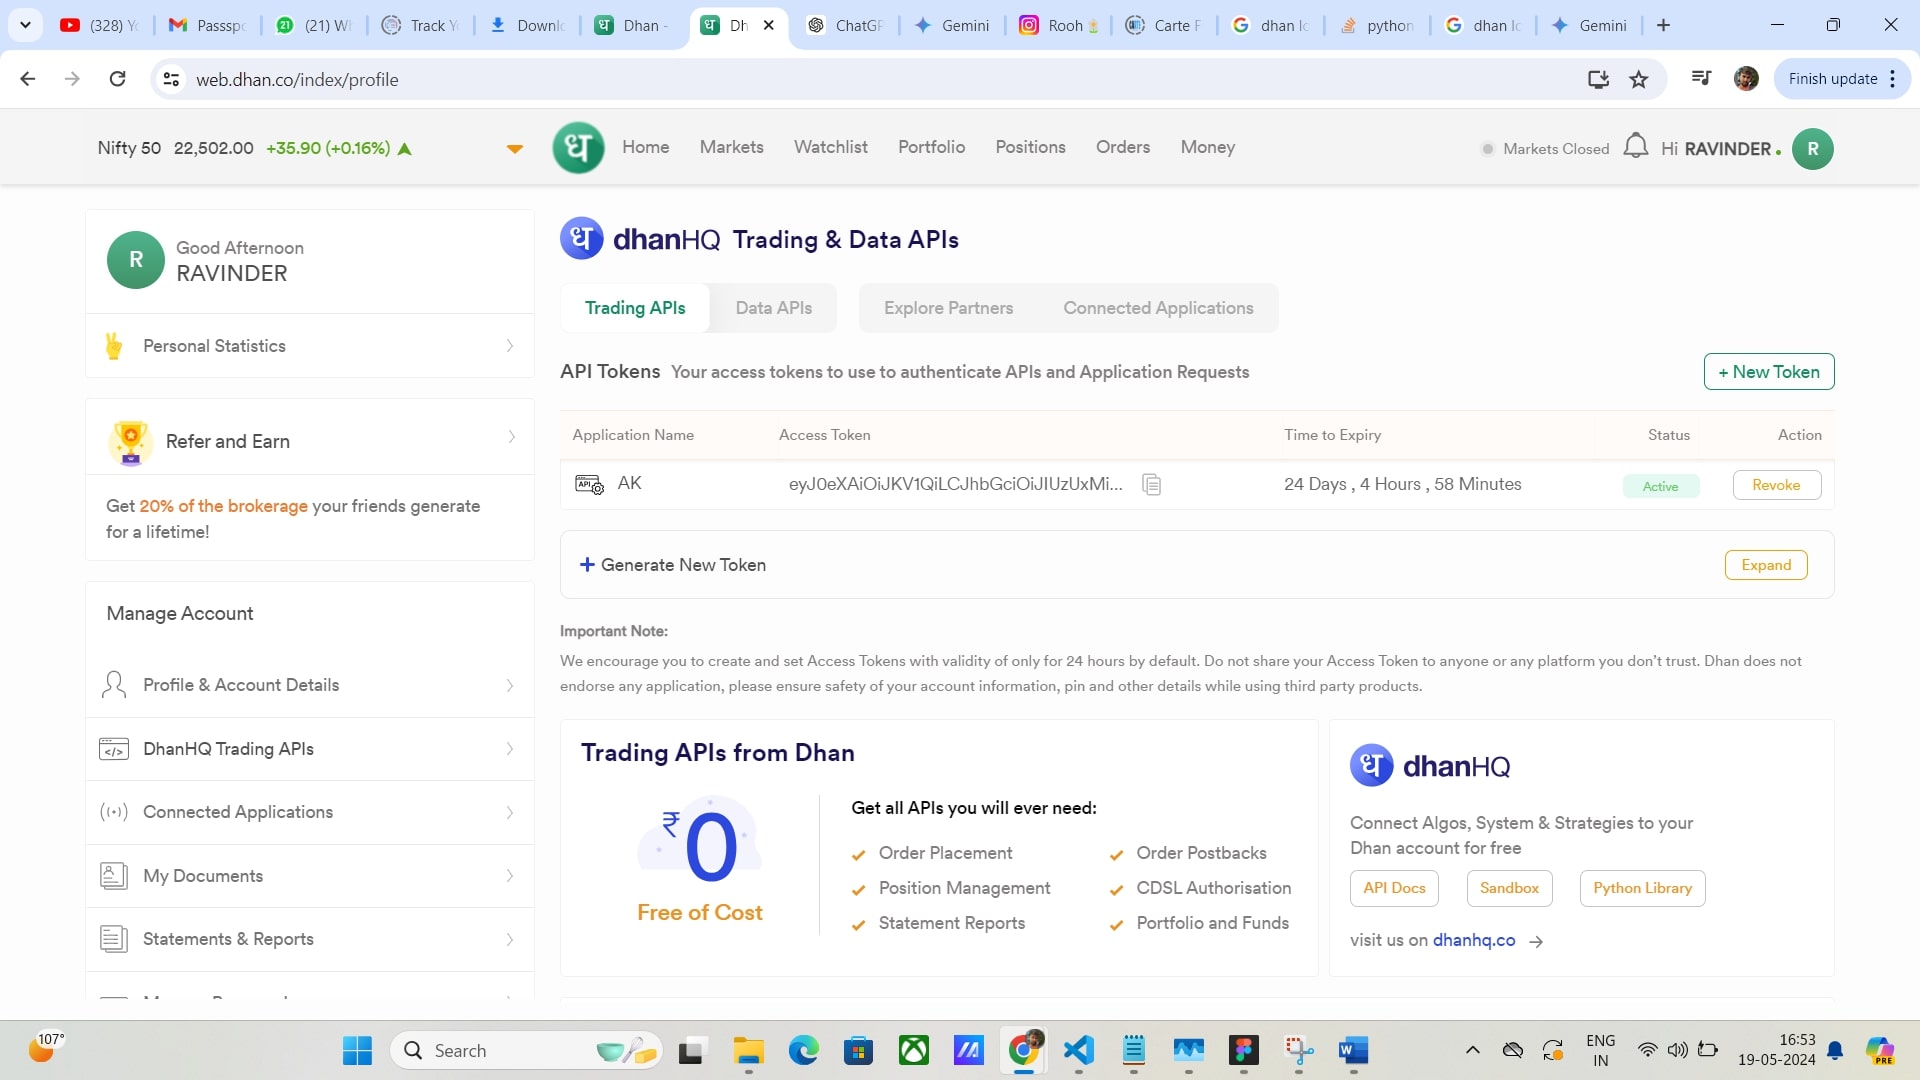 (328) Yo
Passspo
(21) Wh
Track Yo
Downlo
Dhan -
Dh
ChatGP
Gemini
Rooh
Carte F
dhan lo
python
dhan lo
Gemini
web.dhan.co/index/profile
Finish update
Nifty 50 22,502.00 +35.90 (+0.16%)
ध
Home Markets Watchlist Portfolio Positions Orders Money
Markets Closed
Hi RAVINDER
R
R
Good Afternoon
RAVINDER
Personal Statistics
Refer and Earn
Get 20% of the brokerage your friends generate
for a lifetime!
Manage Account
Profile & Account Details
DhanHQ Trading APIs
Connected Applications
My Documents
Statements & Reports
ध dhanHQ Trading & Data APIs
Trading APIs Data APIs Explore Partners Connected Applications
API Tokens Your access tokens to use to authenticate APIs and Application Requests
+ New Token
Application Name Access Token Time to Expiry Status Action
API AK eyJ0eXAiOiJKV1QiLCJhbGciOiJIUzUxMi... 24 Days , 4 Hours , 58 Minutes Active Revoke
+ Generate New Token Expand
Important Note:
We encourage you to create and set Access Tokens with validity of only for 24 hours by default. Do not share your Access Token to anyone or any platform you don't trust. Dhan does not
endorse any application, please ensure safety of your account information, pin and other details while using third party products.
Trading APIs from Dhan
₹0
Free of Cost
Get all APIs you will ever need:
Order Placement Order Postbacks
Position Management CDSL Authorisation
Statement Reports Portfolio and Funds
ध dhanHQ
Connect Algos, System & Strategies to your
Dhan account for free
API Docs Sandbox Python Library
visit us on dhanhq.co →
107°
Search
ENG
IN
16:53
19-05-2024
PRE